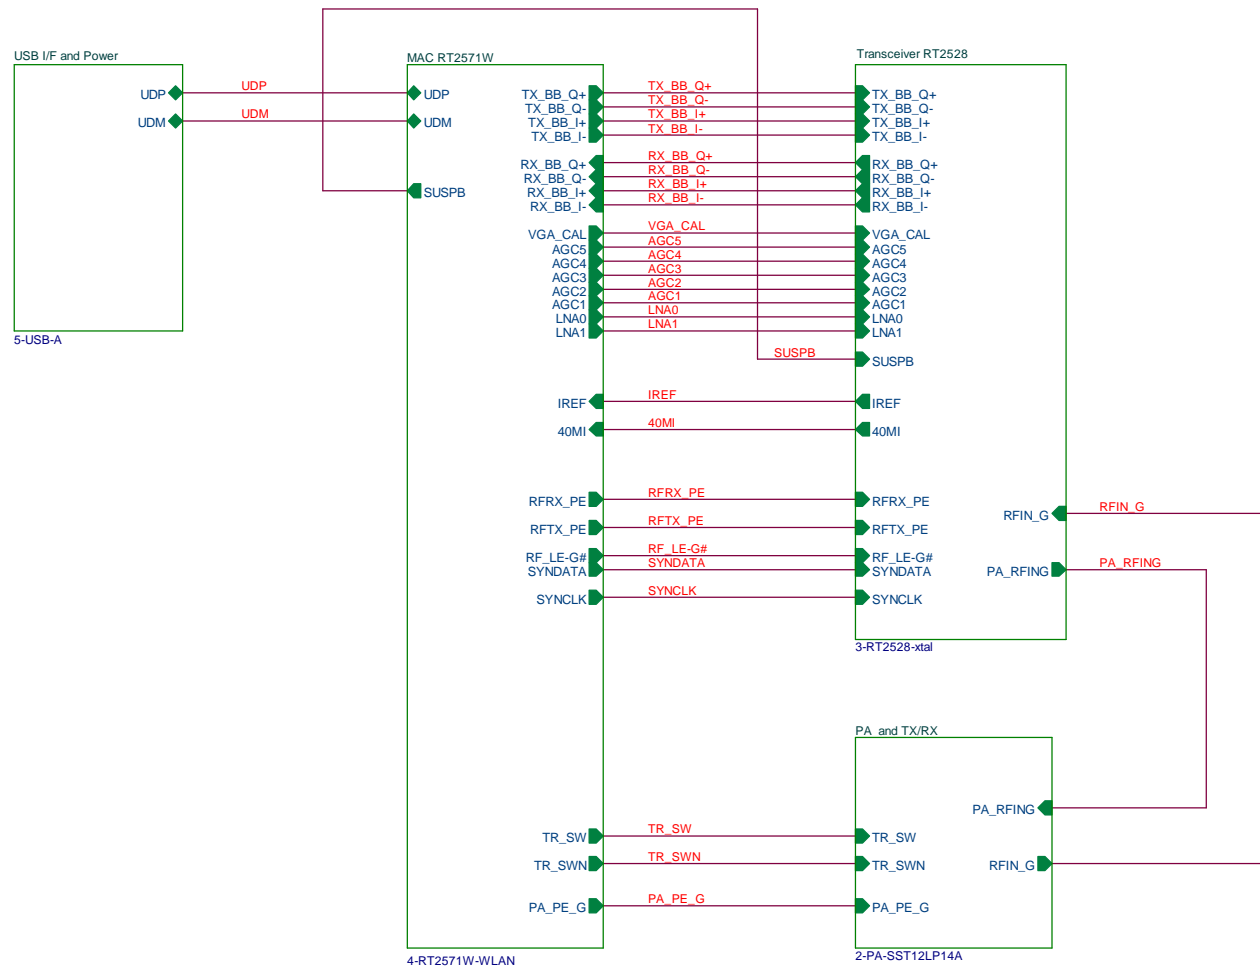 USB I/F and Power
UDP
UDM
5-USB-A
UDP
UDM
MAC RT2571W
UDP
UDM
SUSPB
TX_BB_Q+
TX_BB_Q-
TX_BB_I+
TX_BB_I-
RX_BB_Q+
RX_BB_Q-
RX_BB_I+
RX_BB_I-
VGA_CAL
AGC5
AGC4
AGC3
AGC2
AGC1
LNA0
LNA1
IREF
40MI
RFRX_PE
RFTX_PE
RF_LE-G#
SYNDATA
SYNCLK
TR_SW
TR_SWN
PA_PE_G
4-RT2571W-WLAN
TX_BB_Q+
TX_BB_Q-
TX_BB_I+
TX_BB_I-
RX_BB_Q+
RX_BB_Q-
RX_BB_I+
RX_BB_I-
VGA_CAL
AGC5
AGC4
AGC3
AGC2
AGC1
LNA0
LNA1
SUSPB
IREF
40MI
RFRX_PE
RFTX_PE
RF_LE-G#
SYNDATA
SYNCLK
TR_SW
TR_SWN
PA_PE_G
Transceiver RT2528
TX_BB_Q+
TX_BB_Q-
TX_BB_I+
TX_BB_I-
RX_BB_Q+
RX_BB_Q-
RX_BB_I+
RX_BB_I-
VGA_CAL
AGC5
AGC4
AGC3
AGC2
AGC1
LNA0
LNA1
SUSPB
IREF
40MI
RFRX_PE
RFTX_PE
RF_LE-G#
SYNDATA
SYNCLK
RFIN_G
PA_RFING
3-RT2528-xtal
RFIN_G
PA_RFING
PA and TX/RX
PA_RFING
TR_SW
TR_SWN
RFIN_G
PA_PE_G
2-PA-SST12LP14A